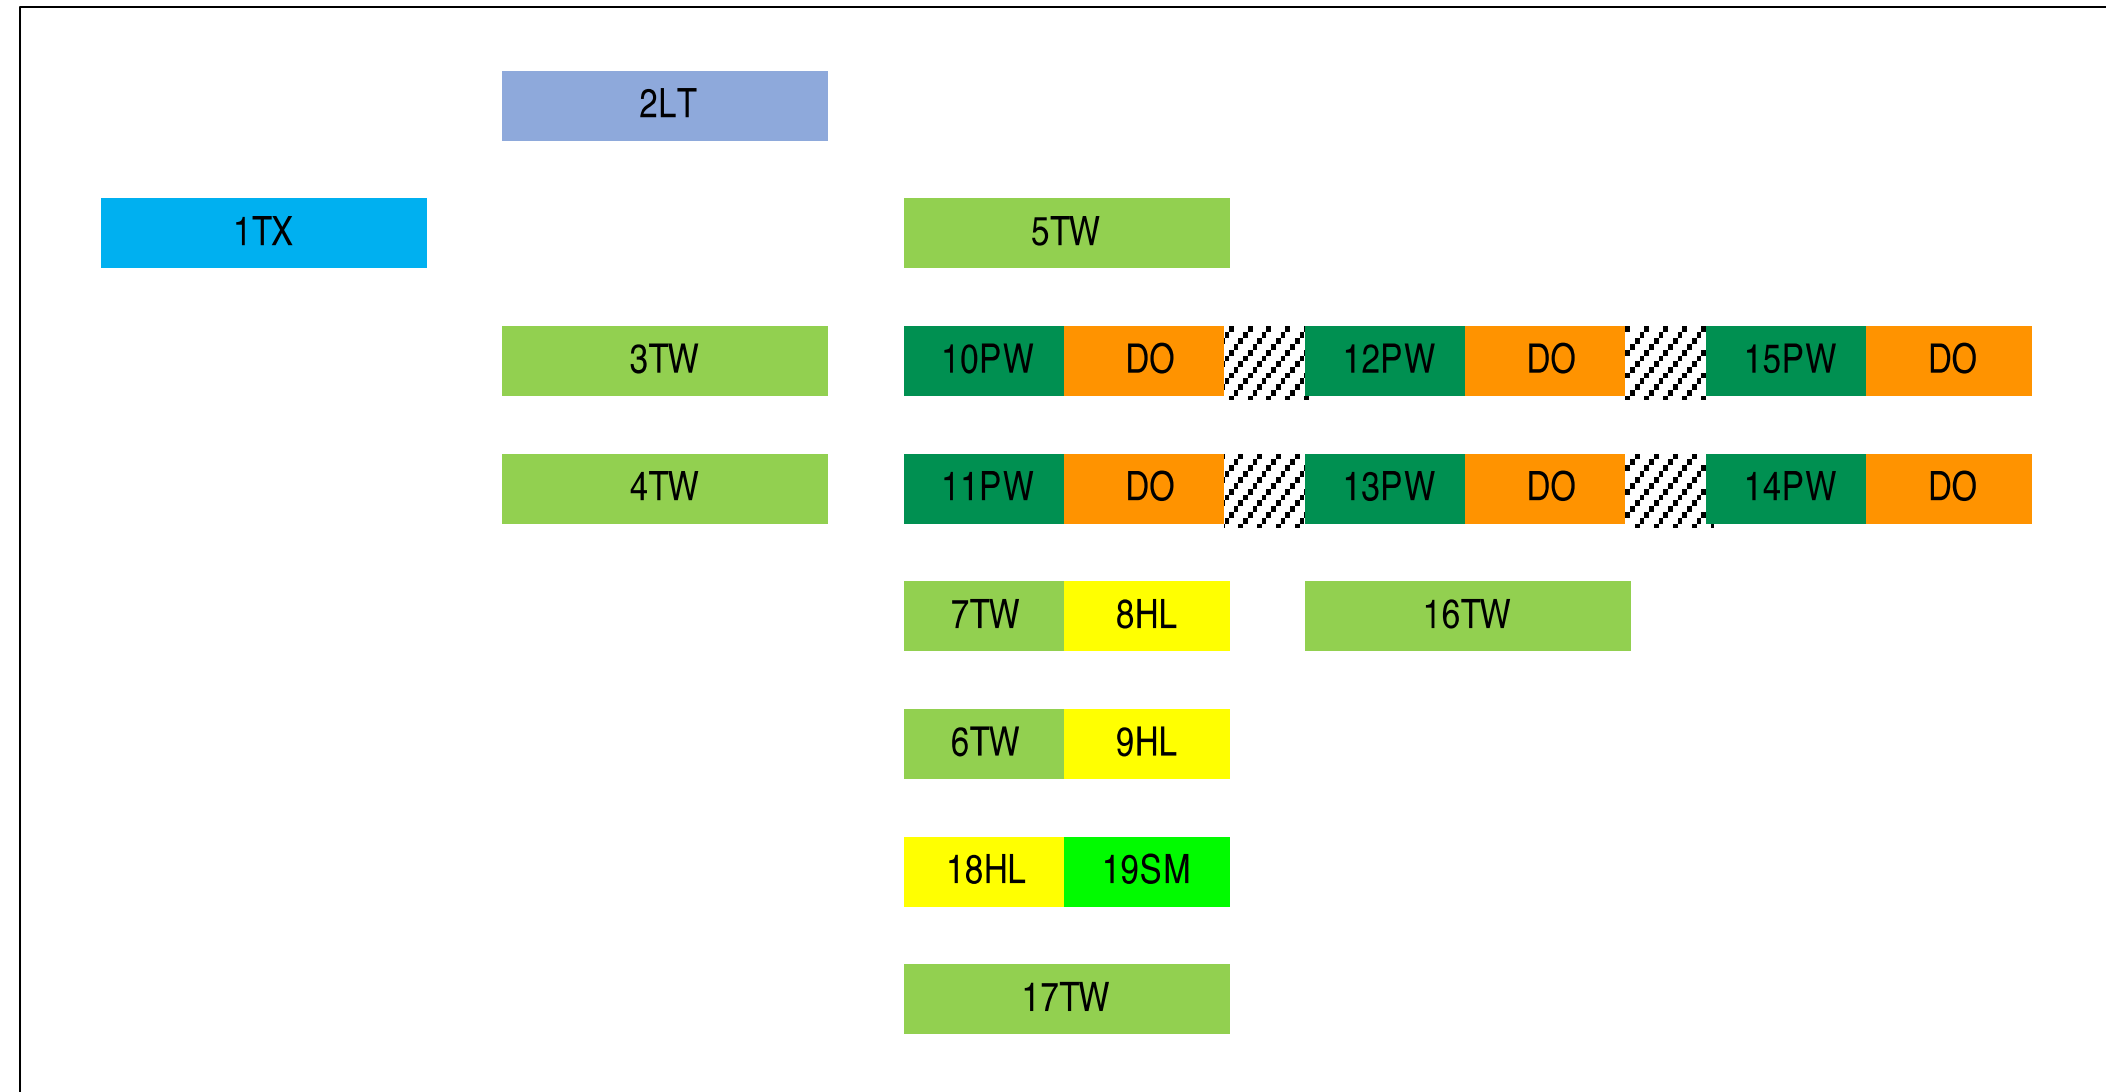 2LT
1TX 5TW
3TW 10PW DO 12PW DO 15PW DO
4TW 11PW DO 13PW DO 14PW DO
7TW 8HL 16TW
6TW 9HL
18HL 19SM
17TW